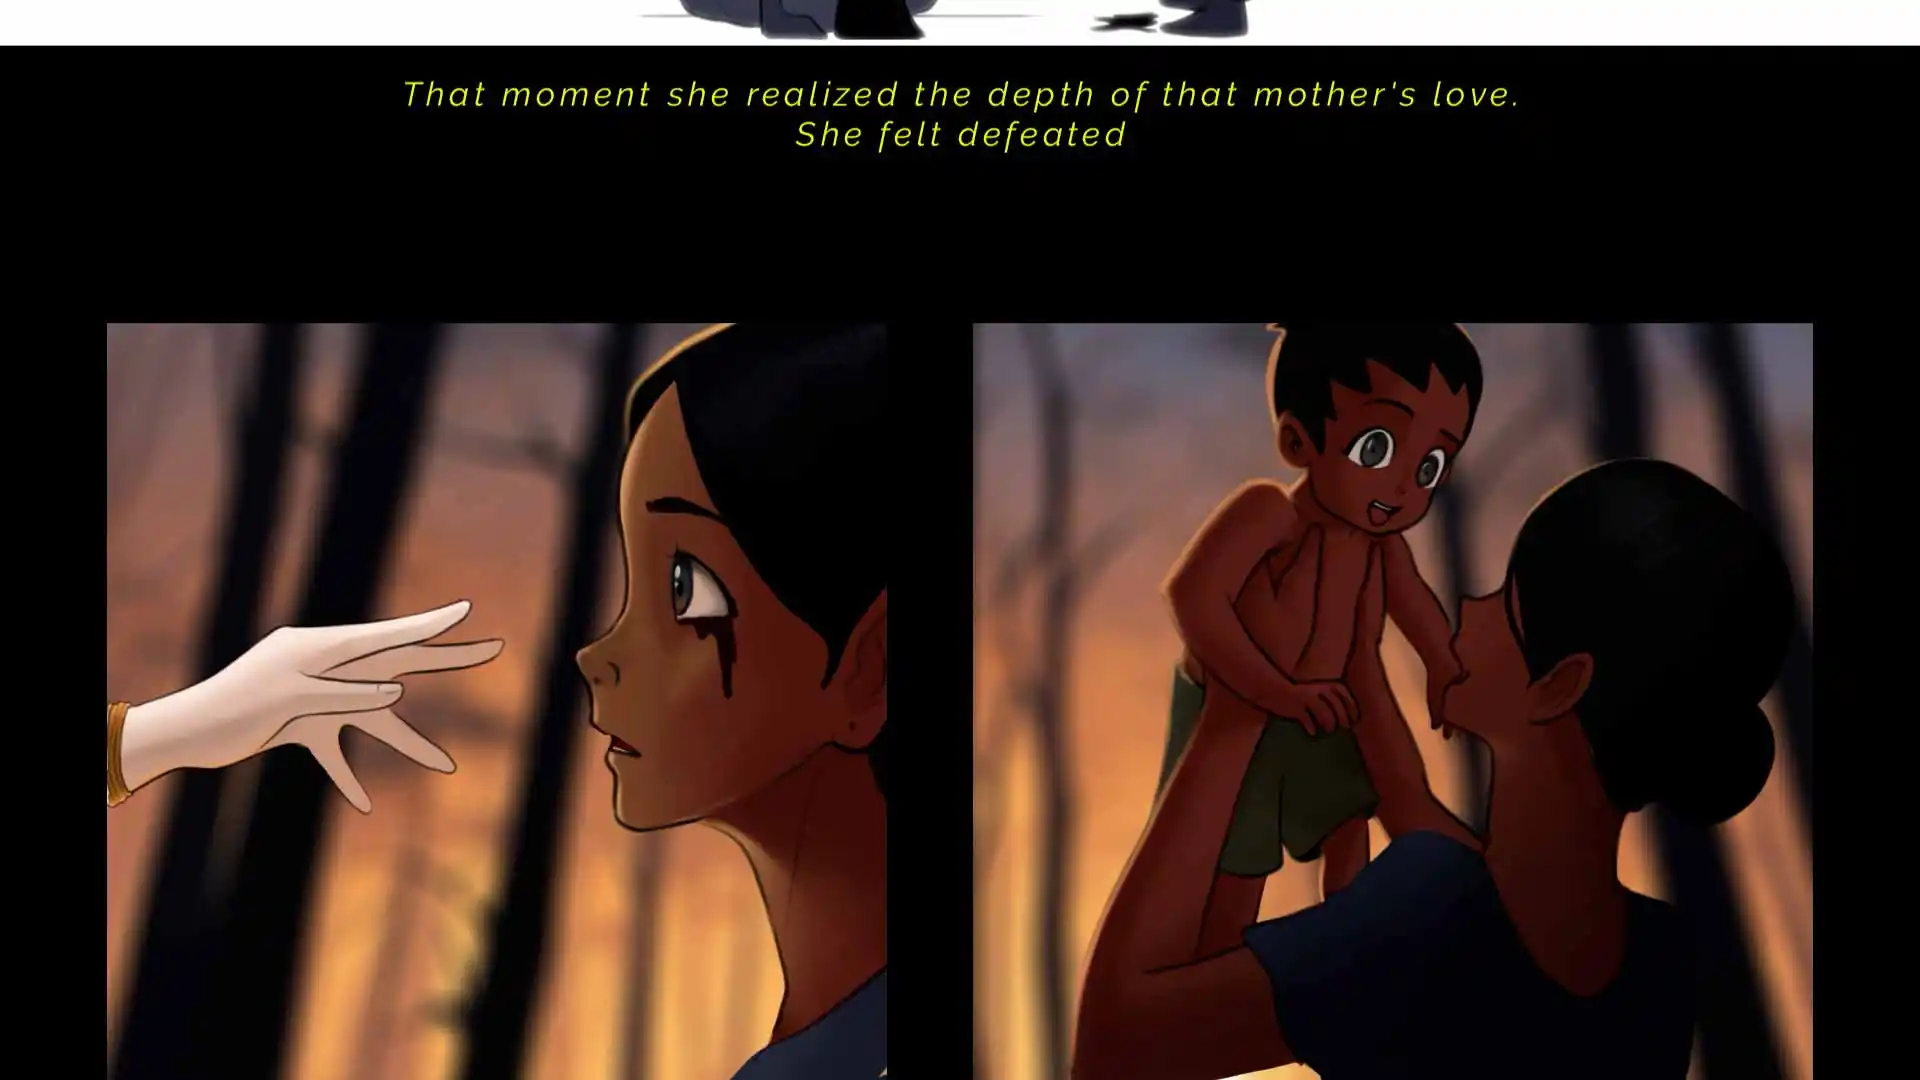 That moment she realized the depth of that mother's love.
She felt defeated